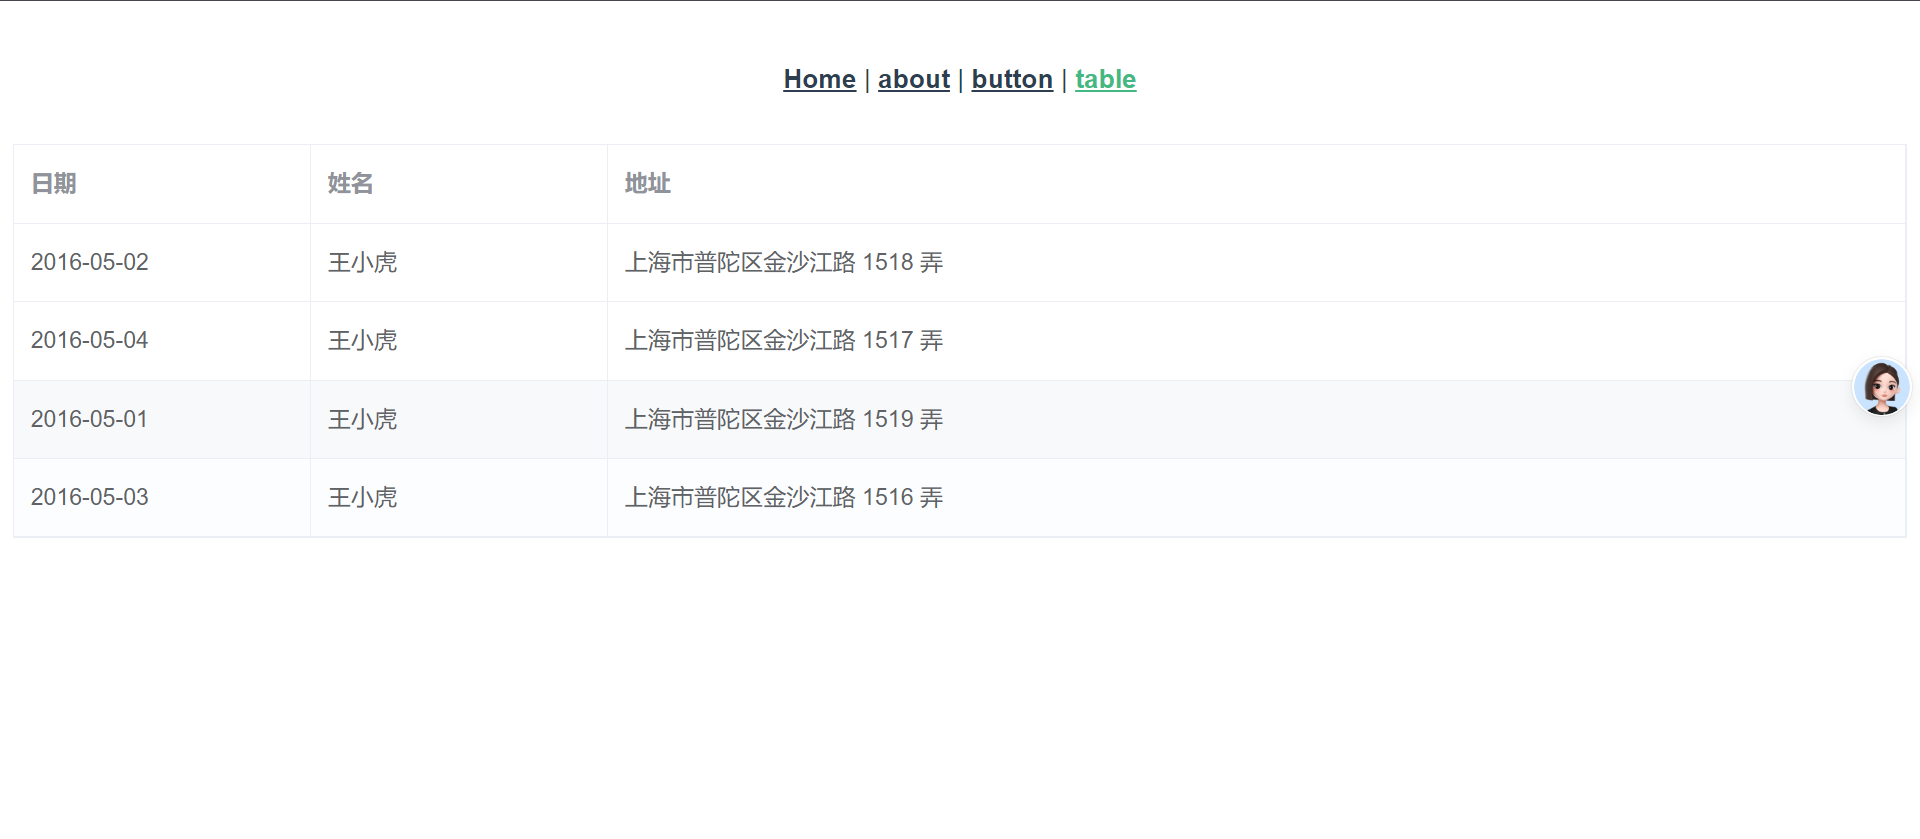 Home | about | button | table
日期 姓名 地址
2016-05-02 王小虎 上海市普陀区金沙江路 1518 弄
2016-05-04 王小虎 上海市普陀区金沙江路 1517 弄
2016-05-01 王小虎 上海市普陀区金沙江路 1519 弄
2016-05-03 王小虎 上海市普陀区金沙江路 1516 弄